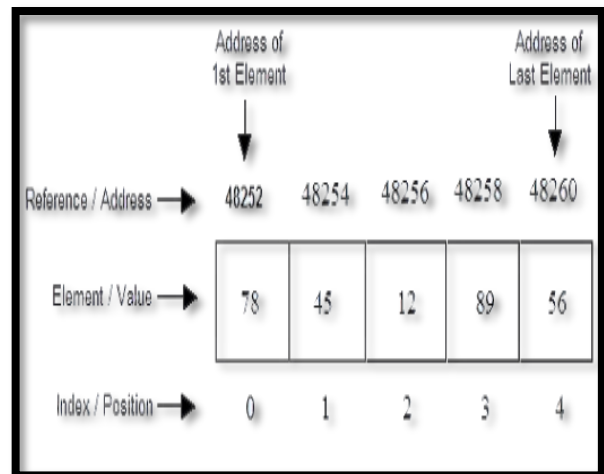 Address of
1st Element
Address of
Last Element
Reference / Address
48252 48254 48256 48258 48260
Element / Value
78 45 12 89 56
Index / Position
0 1 2 3 4